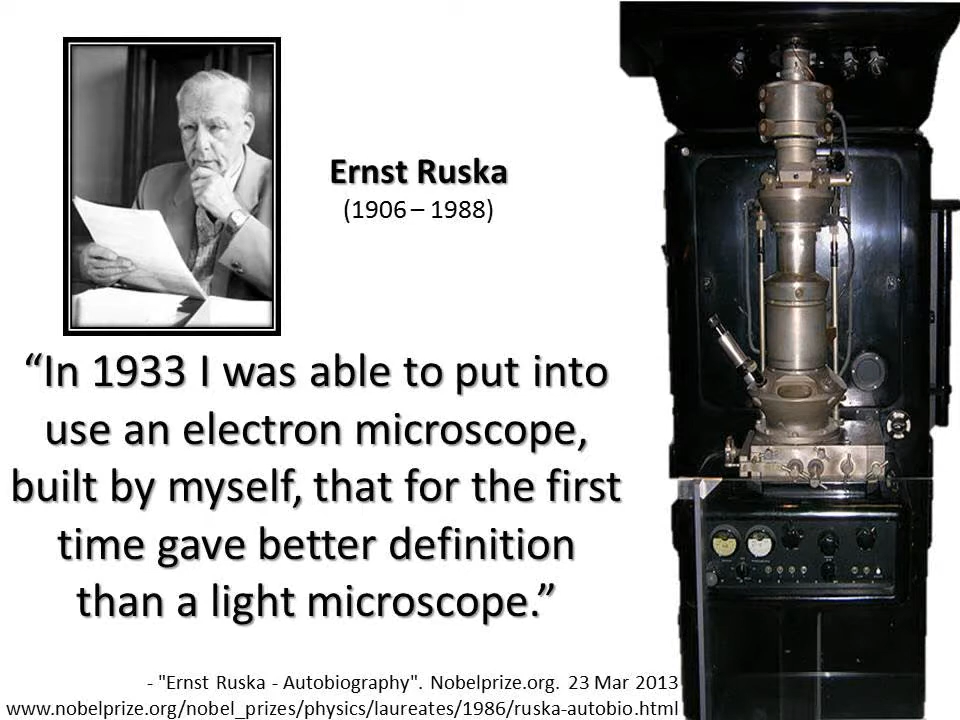 Ernst Ruska
(1906 – 1988)
“In 1933 I was able to put into
use an electron microscope,
built by myself, that for the first
time gave better definition
than a light microscope.”
- "Ernst Ruska - Autobiography". Nobelprize.org. 23 Mar 2013
www.nobelprize.org/nobel_prizes/physics/laureates/1986/ruska-autobio.html